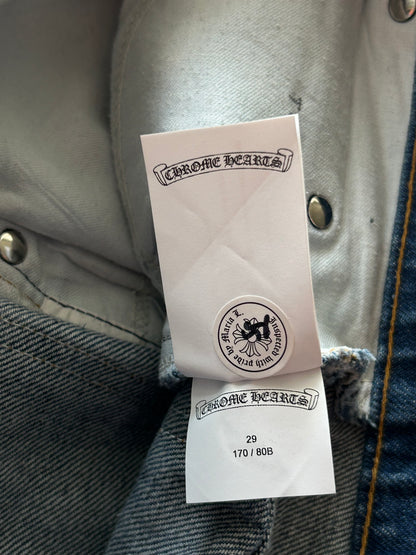 CHROME HEARTS
Inspected with pride by Maria L.
CHROME HEARTS
29
170 / 80B